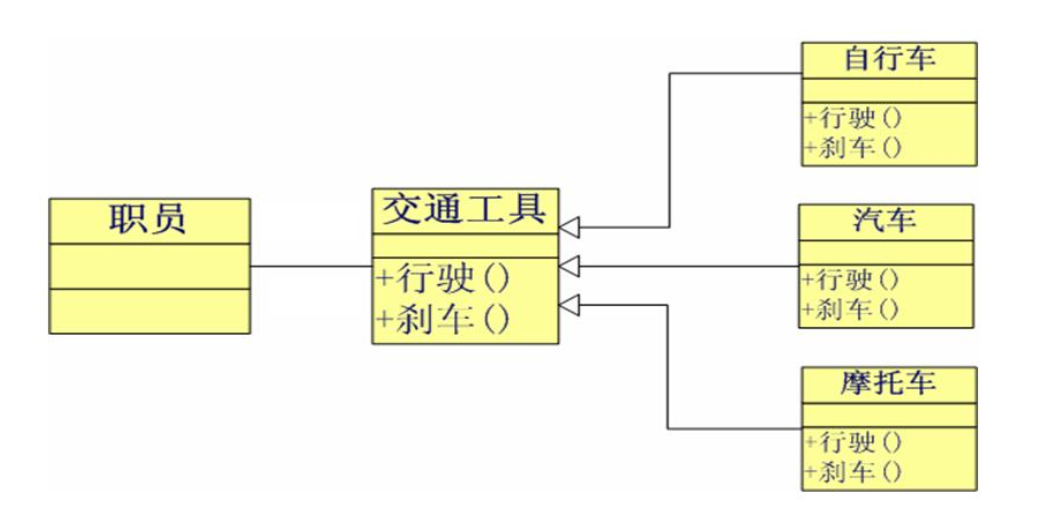 职员
交通工具
+行驶()
+刹车()
自行车
+行驶()
+刹车()
汽车
+行驶()
+刹车()
摩托车
+行驶()
+刹车()